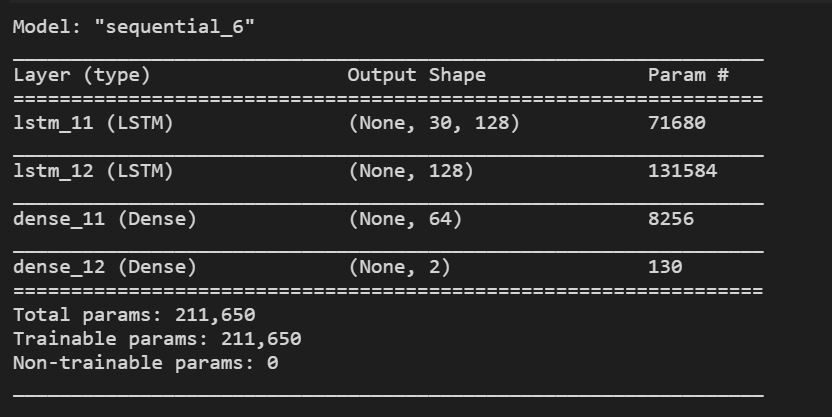 Model: "sequential_6"
Layer (type) Output Shape Param #
lstm_11 (LSTM) (None, 30, 128) 71680
lstm_12 (LSTM) (None, 128) 131584
dense_11 (Dense) (None, 64) 8256
dense_12 (Dense) (None, 2) 130
Total params: 211,650
Trainable params: 211,650
Non-trainable params: 0